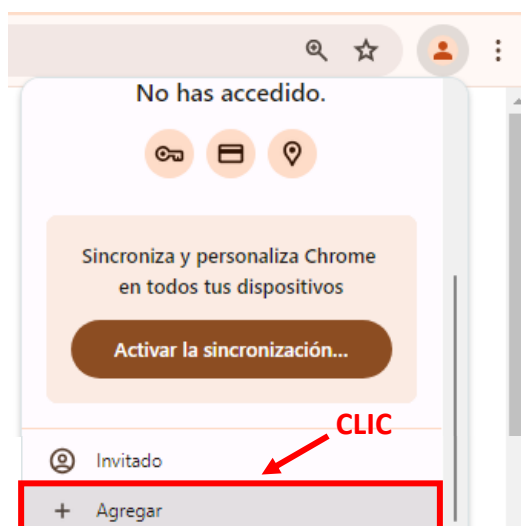 No has accedido.
Sincroniza y personaliza Chrome
en todos tus dispositivos
Activar la sincronización...
CLIC
Invitado
+ Agregar